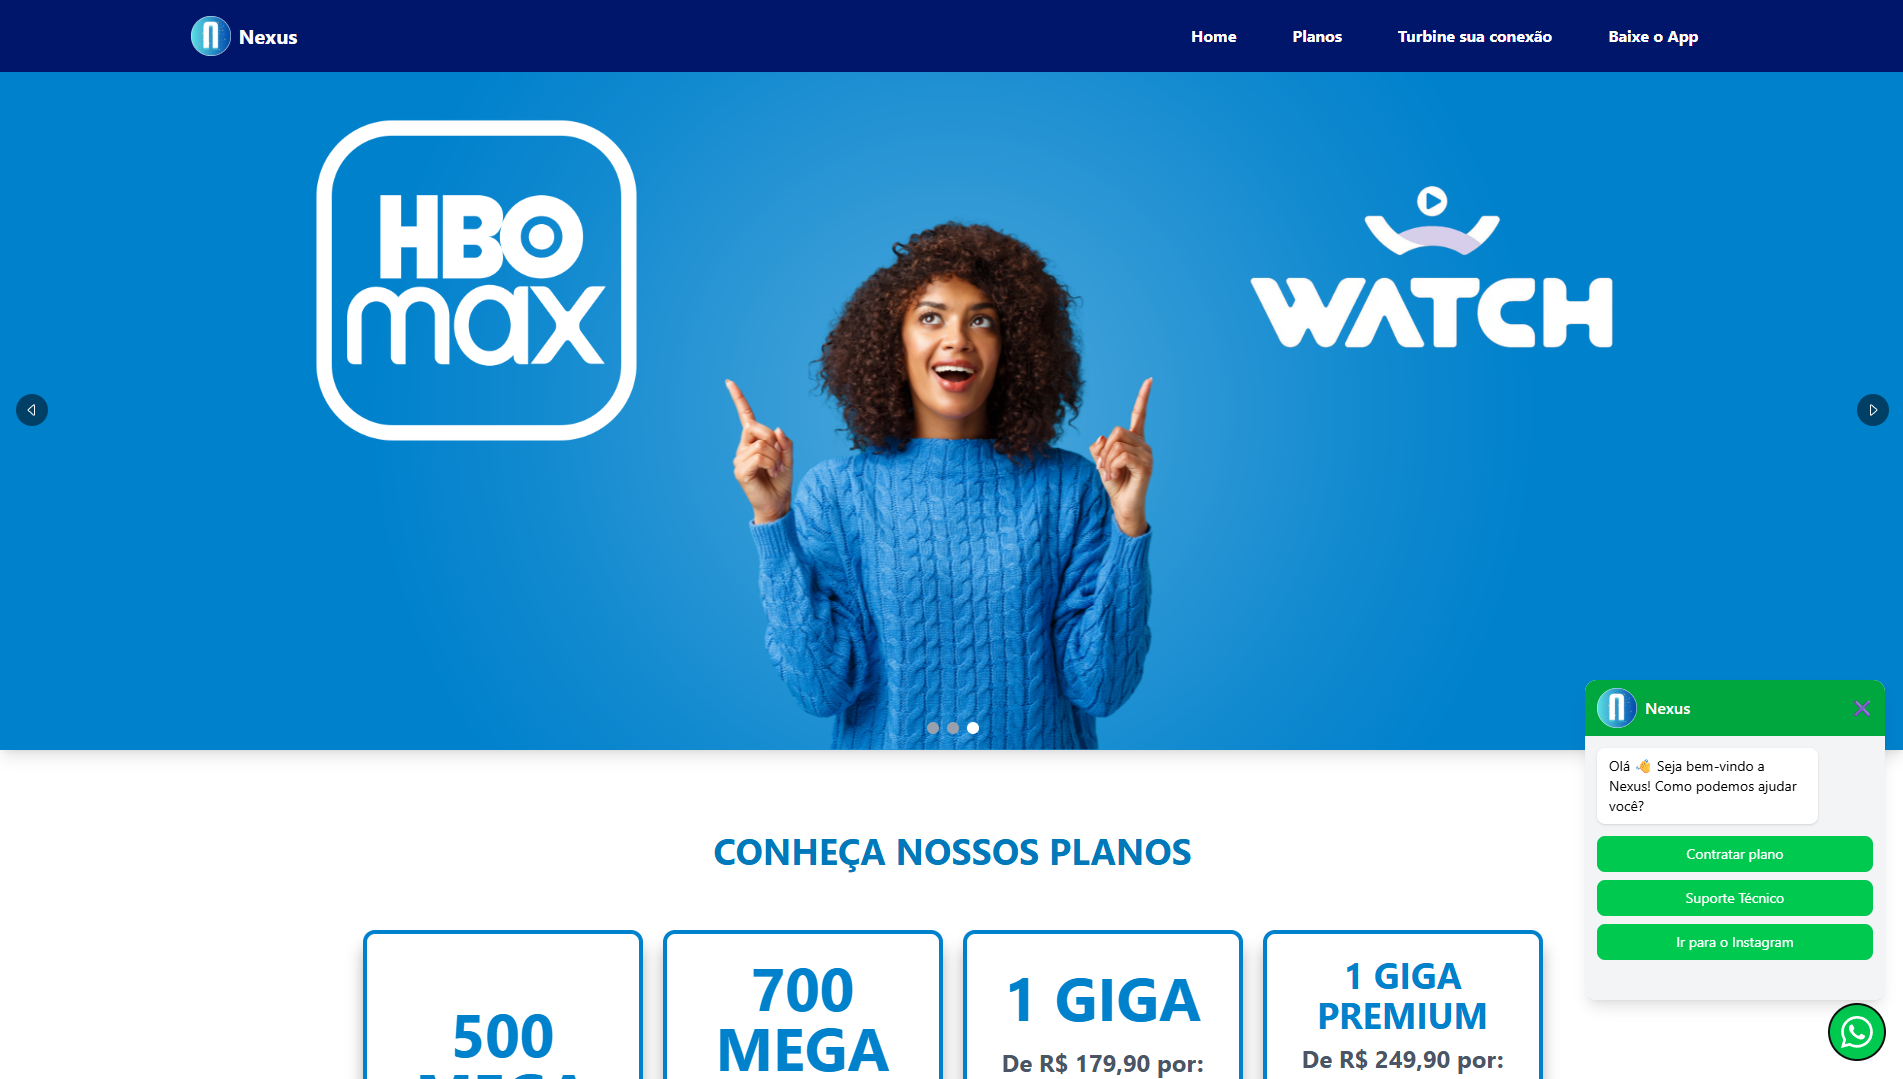 Nexus
Home
Planos
Turbine sua conexão
Baixe o App
HBO
max
WATCH
Nexus
Olá 👋 Seja bem-vindo a
Nexus! Como podemos ajudar
você?
Contratar plano
Suporte Técnico
Ir para o Instagram
CONHEÇA NOSSOS PLANOS
500
MEGA
700
MEGA
1 GIGA
De R$ 179,90 por:
1 GIGA
PREMIUM
De R$ 249,90 por: